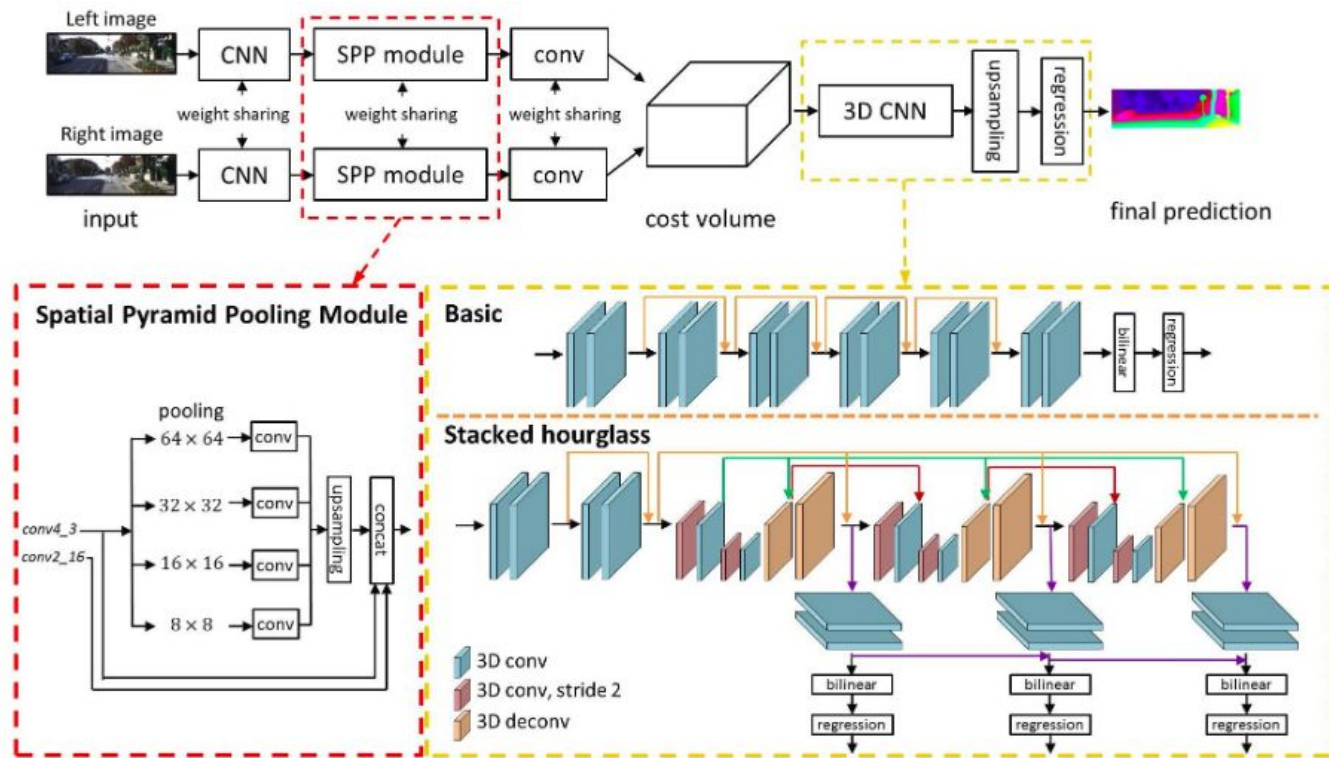 Left image
CNN
SPP module
conv
weight sharing
weight sharing
weight sharing
Right image
CNN
SPP module
conv
input
cost volume
3D CNN
upsampling
regression
final prediction
Spatial Pyramid Pooling Module
pooling
64 × 64
conv
32 × 32
conv
16 × 16
conv
8 × 8
conv
conv4_3
conv2_16
upsampling
concat
Basic
bilinear
regression
Stacked hourglass
3D conv
3D conv, stride 2
3D deconv
bilinear
bilinear
bilinear
regression
regression
regression